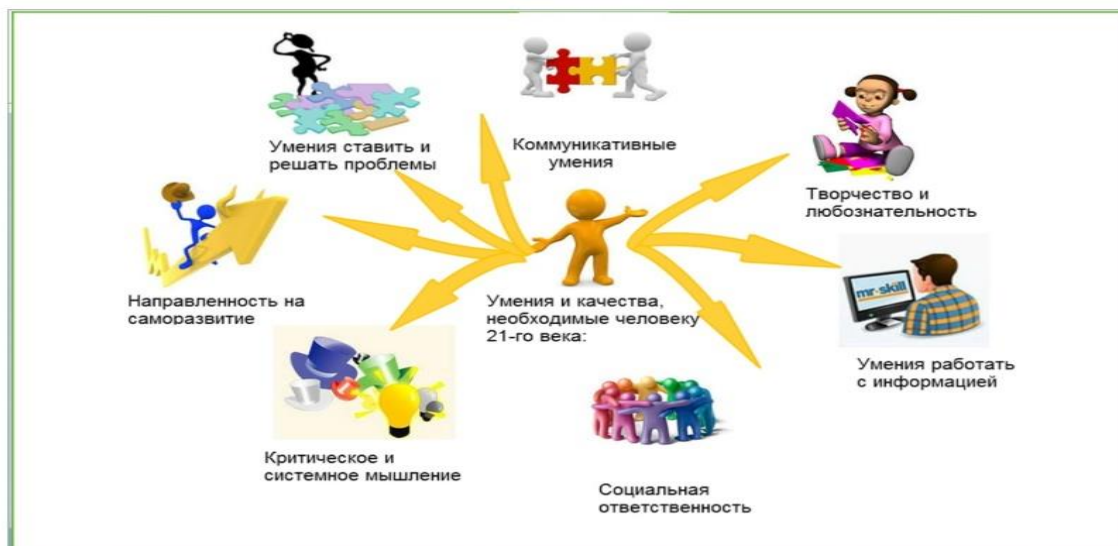 Умения ставить и
решать проблемы
Коммуникативные
умения
Творчество и
любознательность
mr-skill
Направленность на
саморазвитие
Умения и качества,
необходимые человеку
21-го века:
Умения работать
с информацией
Критическое и
системное мышление
Социальная
ответственность